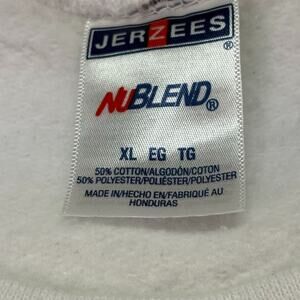 JERZEES®
NUBLEND®
XL EG TG
50% COTTON/ALGODÓN/COTON
50% POLYESTER/POLIÉSTER/POLYESTER
MADE IN/HECHO EN/FABRIQUÉ AU
HONDURAS